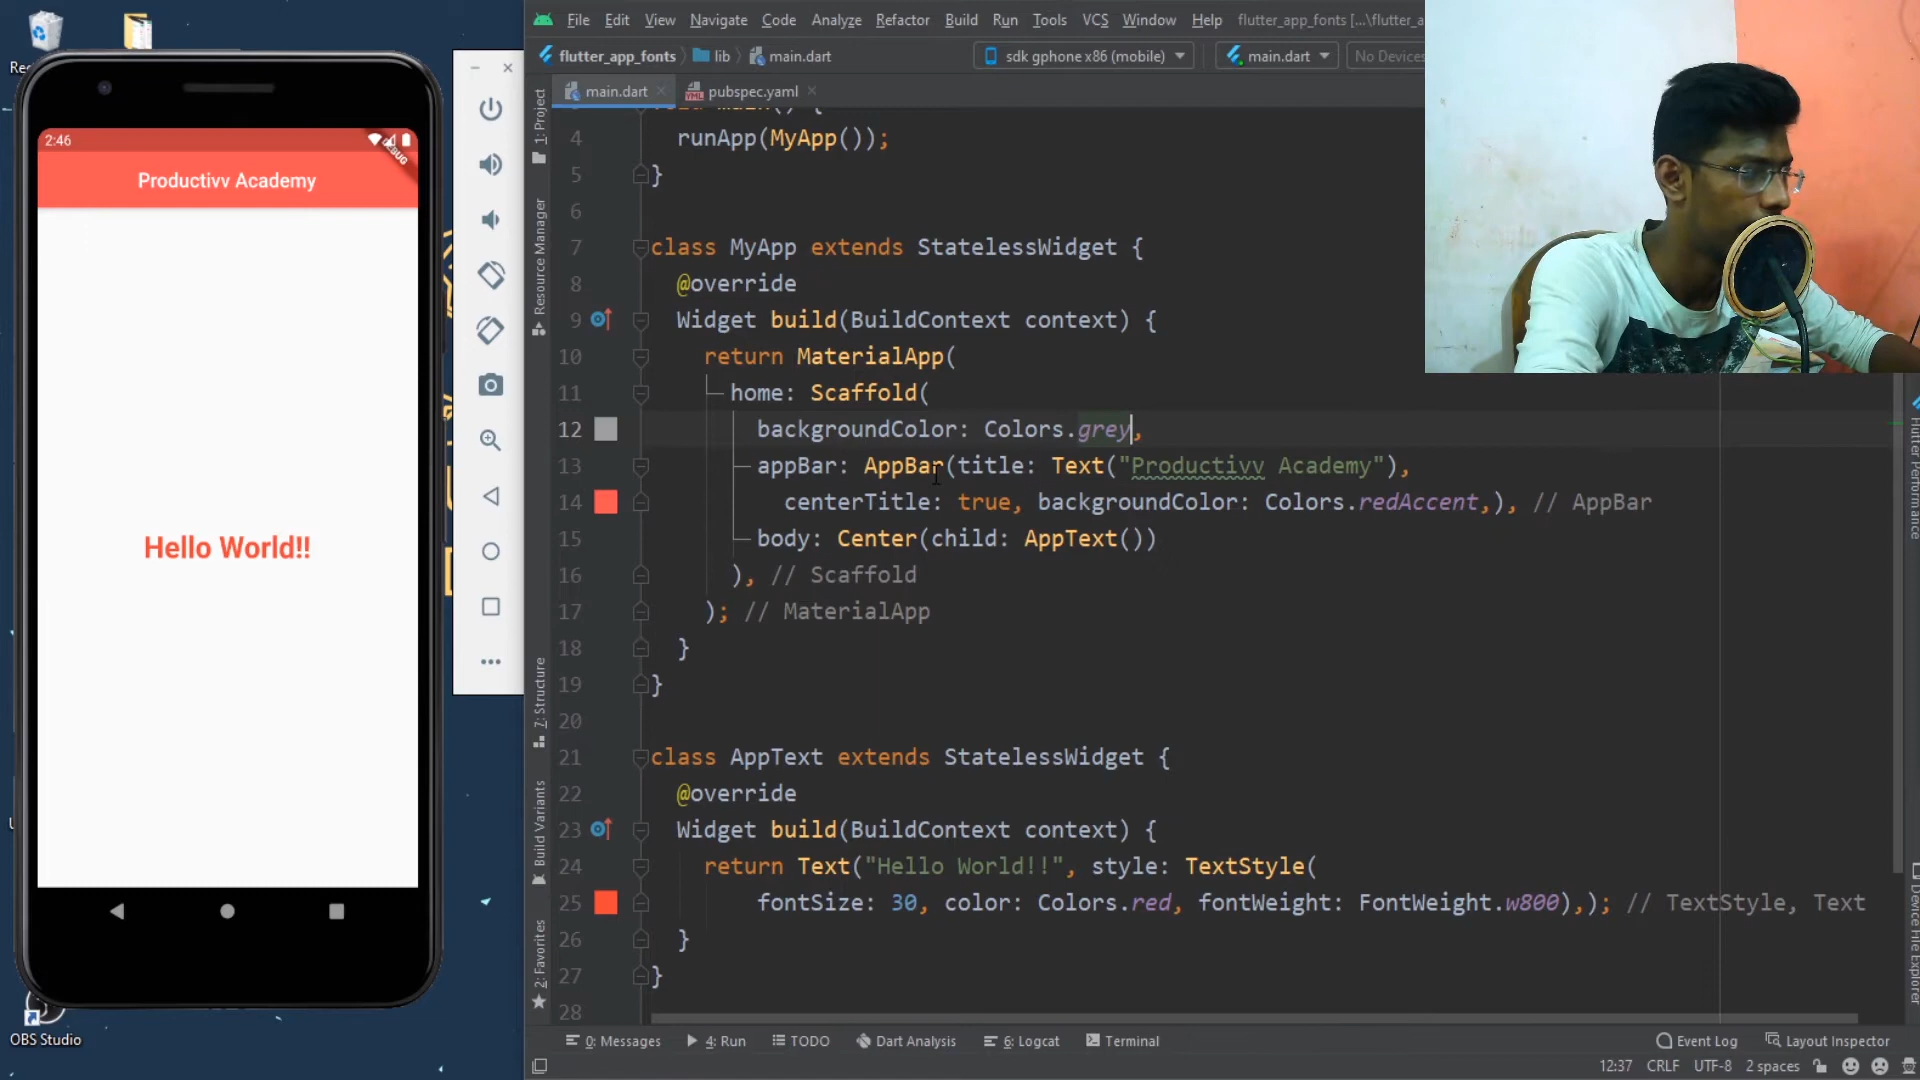 File Edit View Navigate Code Analyze Refactor Build Run Tools VCS Window Help flutter_app_fonts [...\flutter_a
flutter_app_fonts lib main.dart sdk gphone x86 (mobile) main.dart No Devices
main.dart pubspec.yaml
2:46
DEBUG
Productivv Academy
Hello World!!
OBS Studio
1: Project
Resource Manager
7: Structure
Build Variants
2: Favorites
4 runApp(MyApp());
5 }
6
7 class MyApp extends StatelessWidget {
8 @override
9 Widget build(BuildContext context) {
10 return MaterialApp(
11 home: Scaffold(
12 backgroundColor: Colors.grey,
13 appBar: AppBar(title: Text("Productivv Academy"),
14 centerTitle: true, backgroundColor: Colors.redAccent,), // AppBar
15 body: Center(child: AppText())
16 ), // Scaffold
17 ); // MaterialApp
18 }
19 }
20
21 class AppText extends StatelessWidget {
22 @override
23 Widget build(BuildContext context) {
24 return Text("Hello World!!", style: TextStyle(
25 fontSize: 30, color: Colors.red, fontWeight: FontWeight.w800),); // TextStyle, Text
26 }
27 }
28
Flutter Performance
Device File Explorer
0: Messages 4: Run TODO Dart Analysis 6: Logcat Terminal Event Log Layout Inspector
12:37 CRLF UTF-8 2 spaces